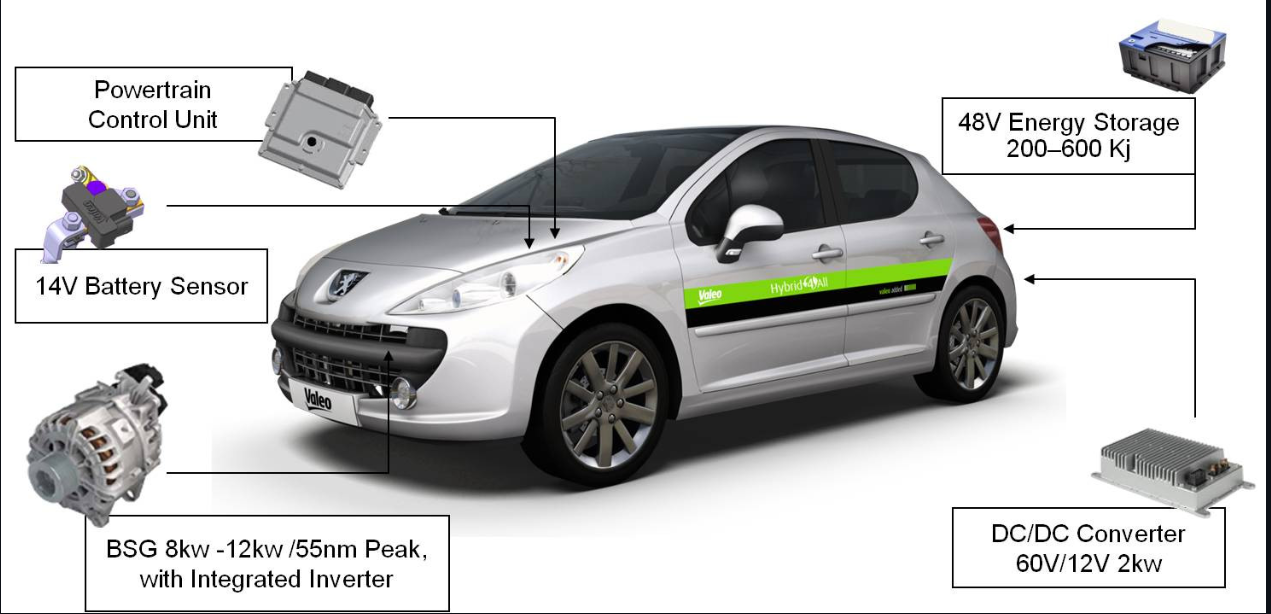 Powertrain
Control Unit
48V Energy Storage
200–600 Kj
14V Battery Sensor
Valeo
Hybrid4All
valeo added
Valeo
BSG 8kw -12kw /55nm Peak,
with Integrated Inverter
DC/DC Converter
60V/12V 2kw